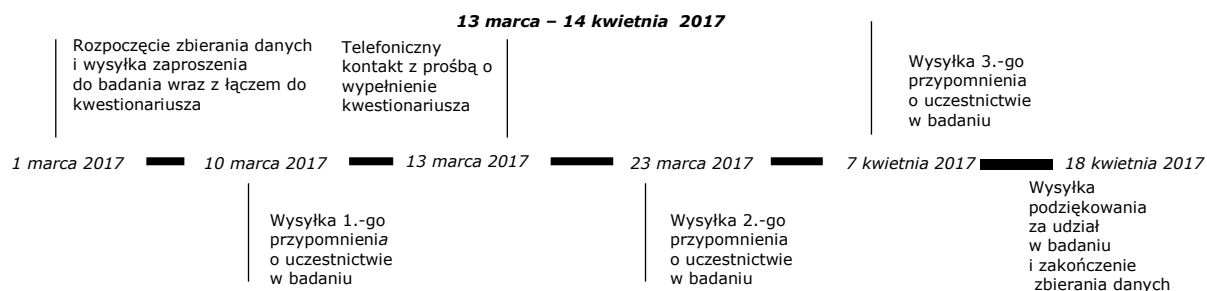 13 marca – 14 kwietnia 2017
Rozpoczęcie zbierania danych
i wysyłka zaproszenia
do badania wraz z łączem do
kwestionariusza
Telefoniczny
kontakt z prośbą o
wypełnienie
kwestionariusza
Wysyłka 3.-go
przypomnienia
o uczestnictwie
w badaniu
1 marca 2017
10 marca 2017
13 marca 2017
23 marca 2017
7 kwietnia 2017
18 kwietnia 2017
Wysyłka 1.-go
przypomnienia
o uczestnictwie
w badaniu
Wysyłka 2.-go
przypomnienia
o uczestnictwie
w badaniu
Wysyłka
podziękowania
za udział
w badaniu
i zakończenie
zbierania danych